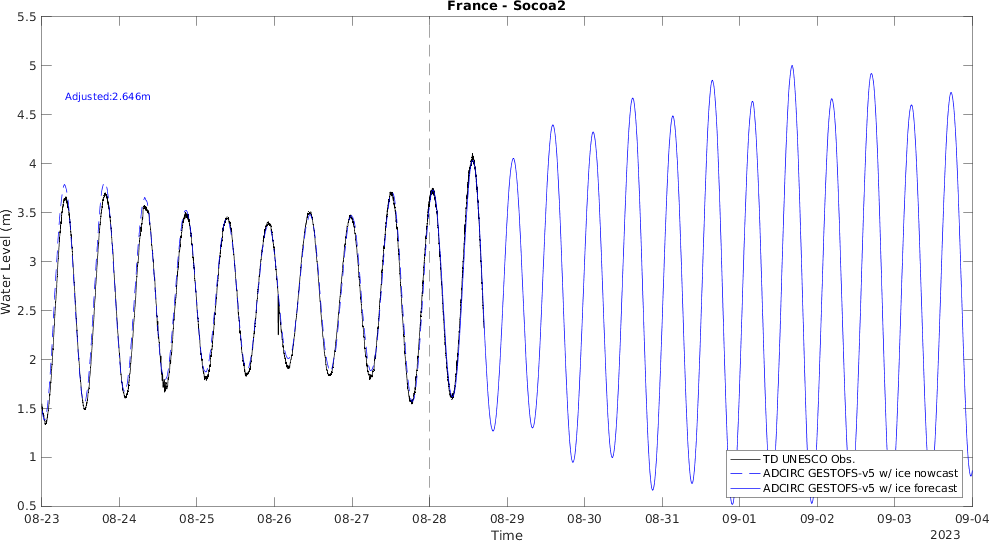 France - Socoa2
5.5
5
4.5
4
3.5
3
2.5
2
1.5
1
0.5
Water Level (m)
Adjusted:2.646m
TD UNESCO Obs.
ADCIRC GESTOFS-v5 w/ ice nowcast
ADCIRC GESTOFS-v5 w/ ice forecast
08-23 08-24 08-25 08-26 08-27 08-28 08-29 08-30 08-31 09-01 09-02 09-03 09-04
Time
2023